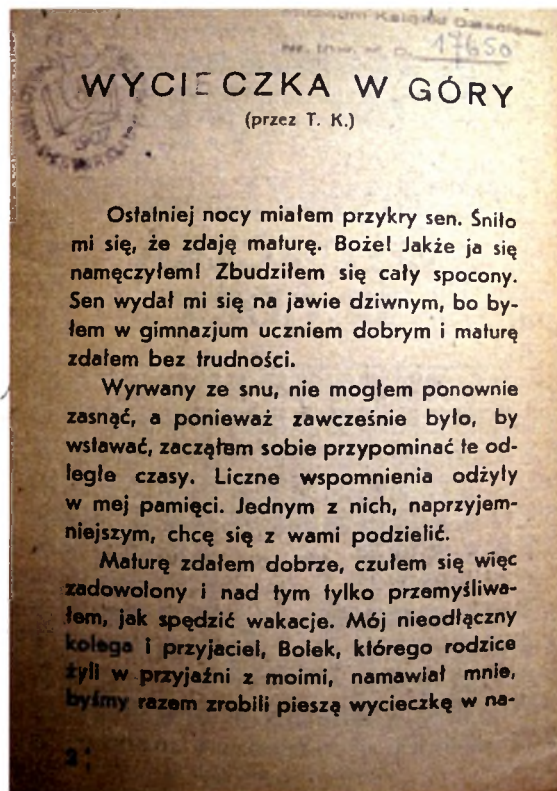 Nr. inw.
17650
WYCIECZKA W GÓRY
(przez T. K.)
Ostatniej nocy miałem przykry sen. Śniło
mi się, że zdają maturę. Boże! Jakże ja się
namęczyłem! Zbudziłem się cały spocony.
Sen wydał mi się na jawie dziwnym, bo by-
łem w gimnazjum uczniem dobrym i maturę
zdałem bez trudności.
Wyrwany ze snu, nie mogłem ponownie
zasnąć, a ponieważ zawcześnie było, by
wstawać, zacząłem sobie przypominać te od-
ległe czasy. Liczne wspomnienia odżyły
w mej pamięci. Jednym z nich, naprzyjem-
niejszym, chcę się z wami podzielić.
Maturę zdałem dobrze, czułem się więc
zadowolony i nad tym tylko przemyśliwa-
łem, jak spędzić wakacje. Mój nieodłączny
kolega i przyjaciel, Bolek, którego rodzice
żyli w przyjaźni z moimi, namawiał mnie,
byśmy razem zrobili pieszą wycieczkę w na-
2